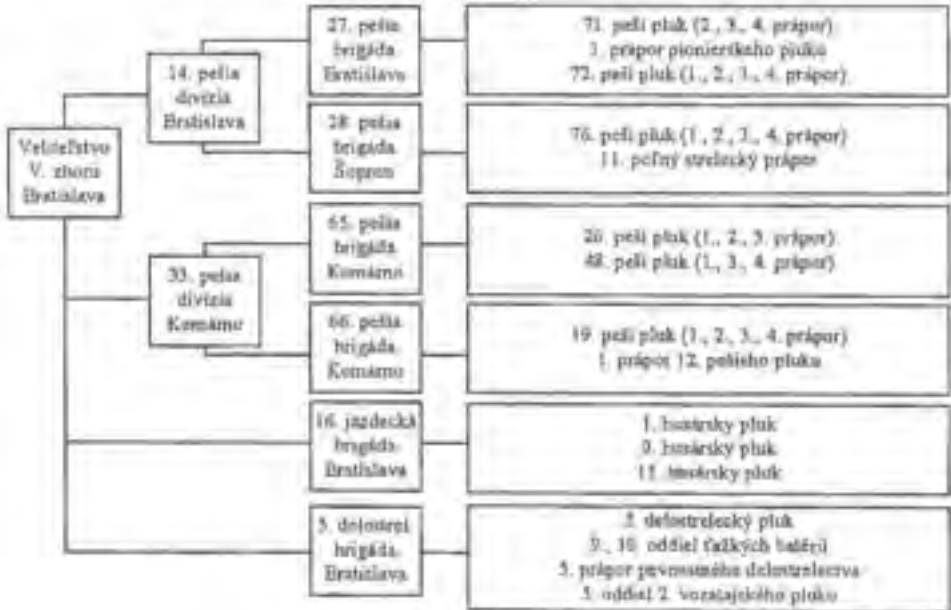 Veliteľstvo
V. zboru
Bratislava
14. pešia
divízia
Bratislava
27. pešia
brigáda
Bratislava
71. peší pluk (2., 3., 4. prápor)
1. prápor pionierskeho pluku
72. peší pluk (1., 2., 3., 4. prápor)
28. pešia
brigáda
Šopron
76. peší pluk (1., 2., 3., 4. prápor)
11. poľný strelecký prápor
33. pešia
divízia
Komárno
65. pešia
brigáda
Komárno
26. peší pluk (1., 2., 3. prápor)
48. peší pluk (1., 3., 4. prápor)
66. pešia
brigáda
Komárno
19. peší pluk (1., 2., 3., 4. prápor)
1. prápor 12. pešieho pluku
16. jazdecká
brigáda
Bratislava
1. husársky pluk
9. husársky pluk
11. husársky pluk
5. delostrel.
brigáda
Bratislava
delostrelecký pluk
9., 10. oddiel ťažkých batérií
5. prápor pevnostného delostrelectva
oddiel 2. vozatajského pluku